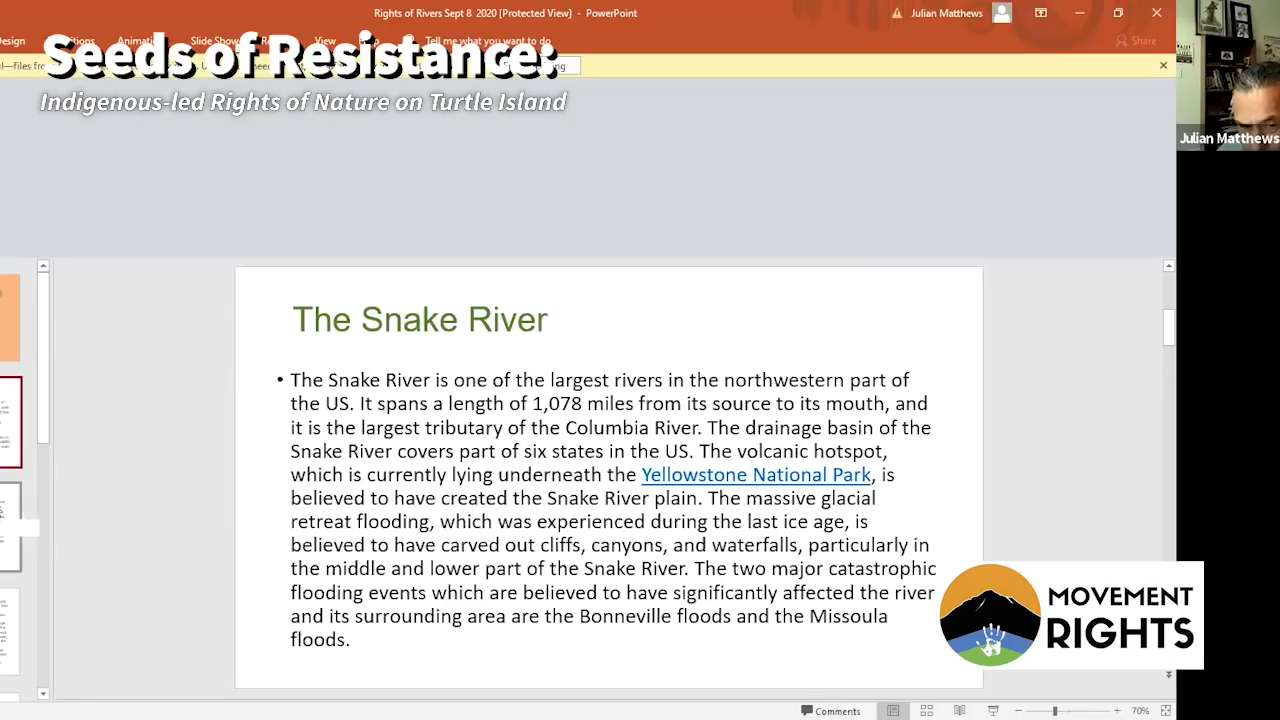 Rights of Rivers Sept 8 2020 [Protected View] - PowerPoint
Julian Matthews
Slide Show
View
Tell me what you want to do
Share
Seeds of Resistance:
Indigenous-led Rights of Nature on Turtle Island
Julian Matthews
The Snake River
• The Snake River is one of the largest rivers in the northwestern part of
the US. It spans a length of 1,078 miles from its source to its mouth, and
it is the largest tributary of the Columbia River. The drainage basin of the
Snake River covers part of six states in the US. The volcanic hotspot,
which is currently lying underneath the Yellowstone National Park, is
believed to have created the Snake River plain. The massive glacial
retreat flooding, which was experienced during the last ice age, is
believed to have carved out cliffs, canyons, and waterfalls, particularly in
the middle and lower part of the Snake River. The two major catastrophic
flooding events which are believed to have significantly affected the river
and its surrounding area are the Bonneville floods and the Missoula
floods.
MOVEMENT
RIGHTS
Comments
70%